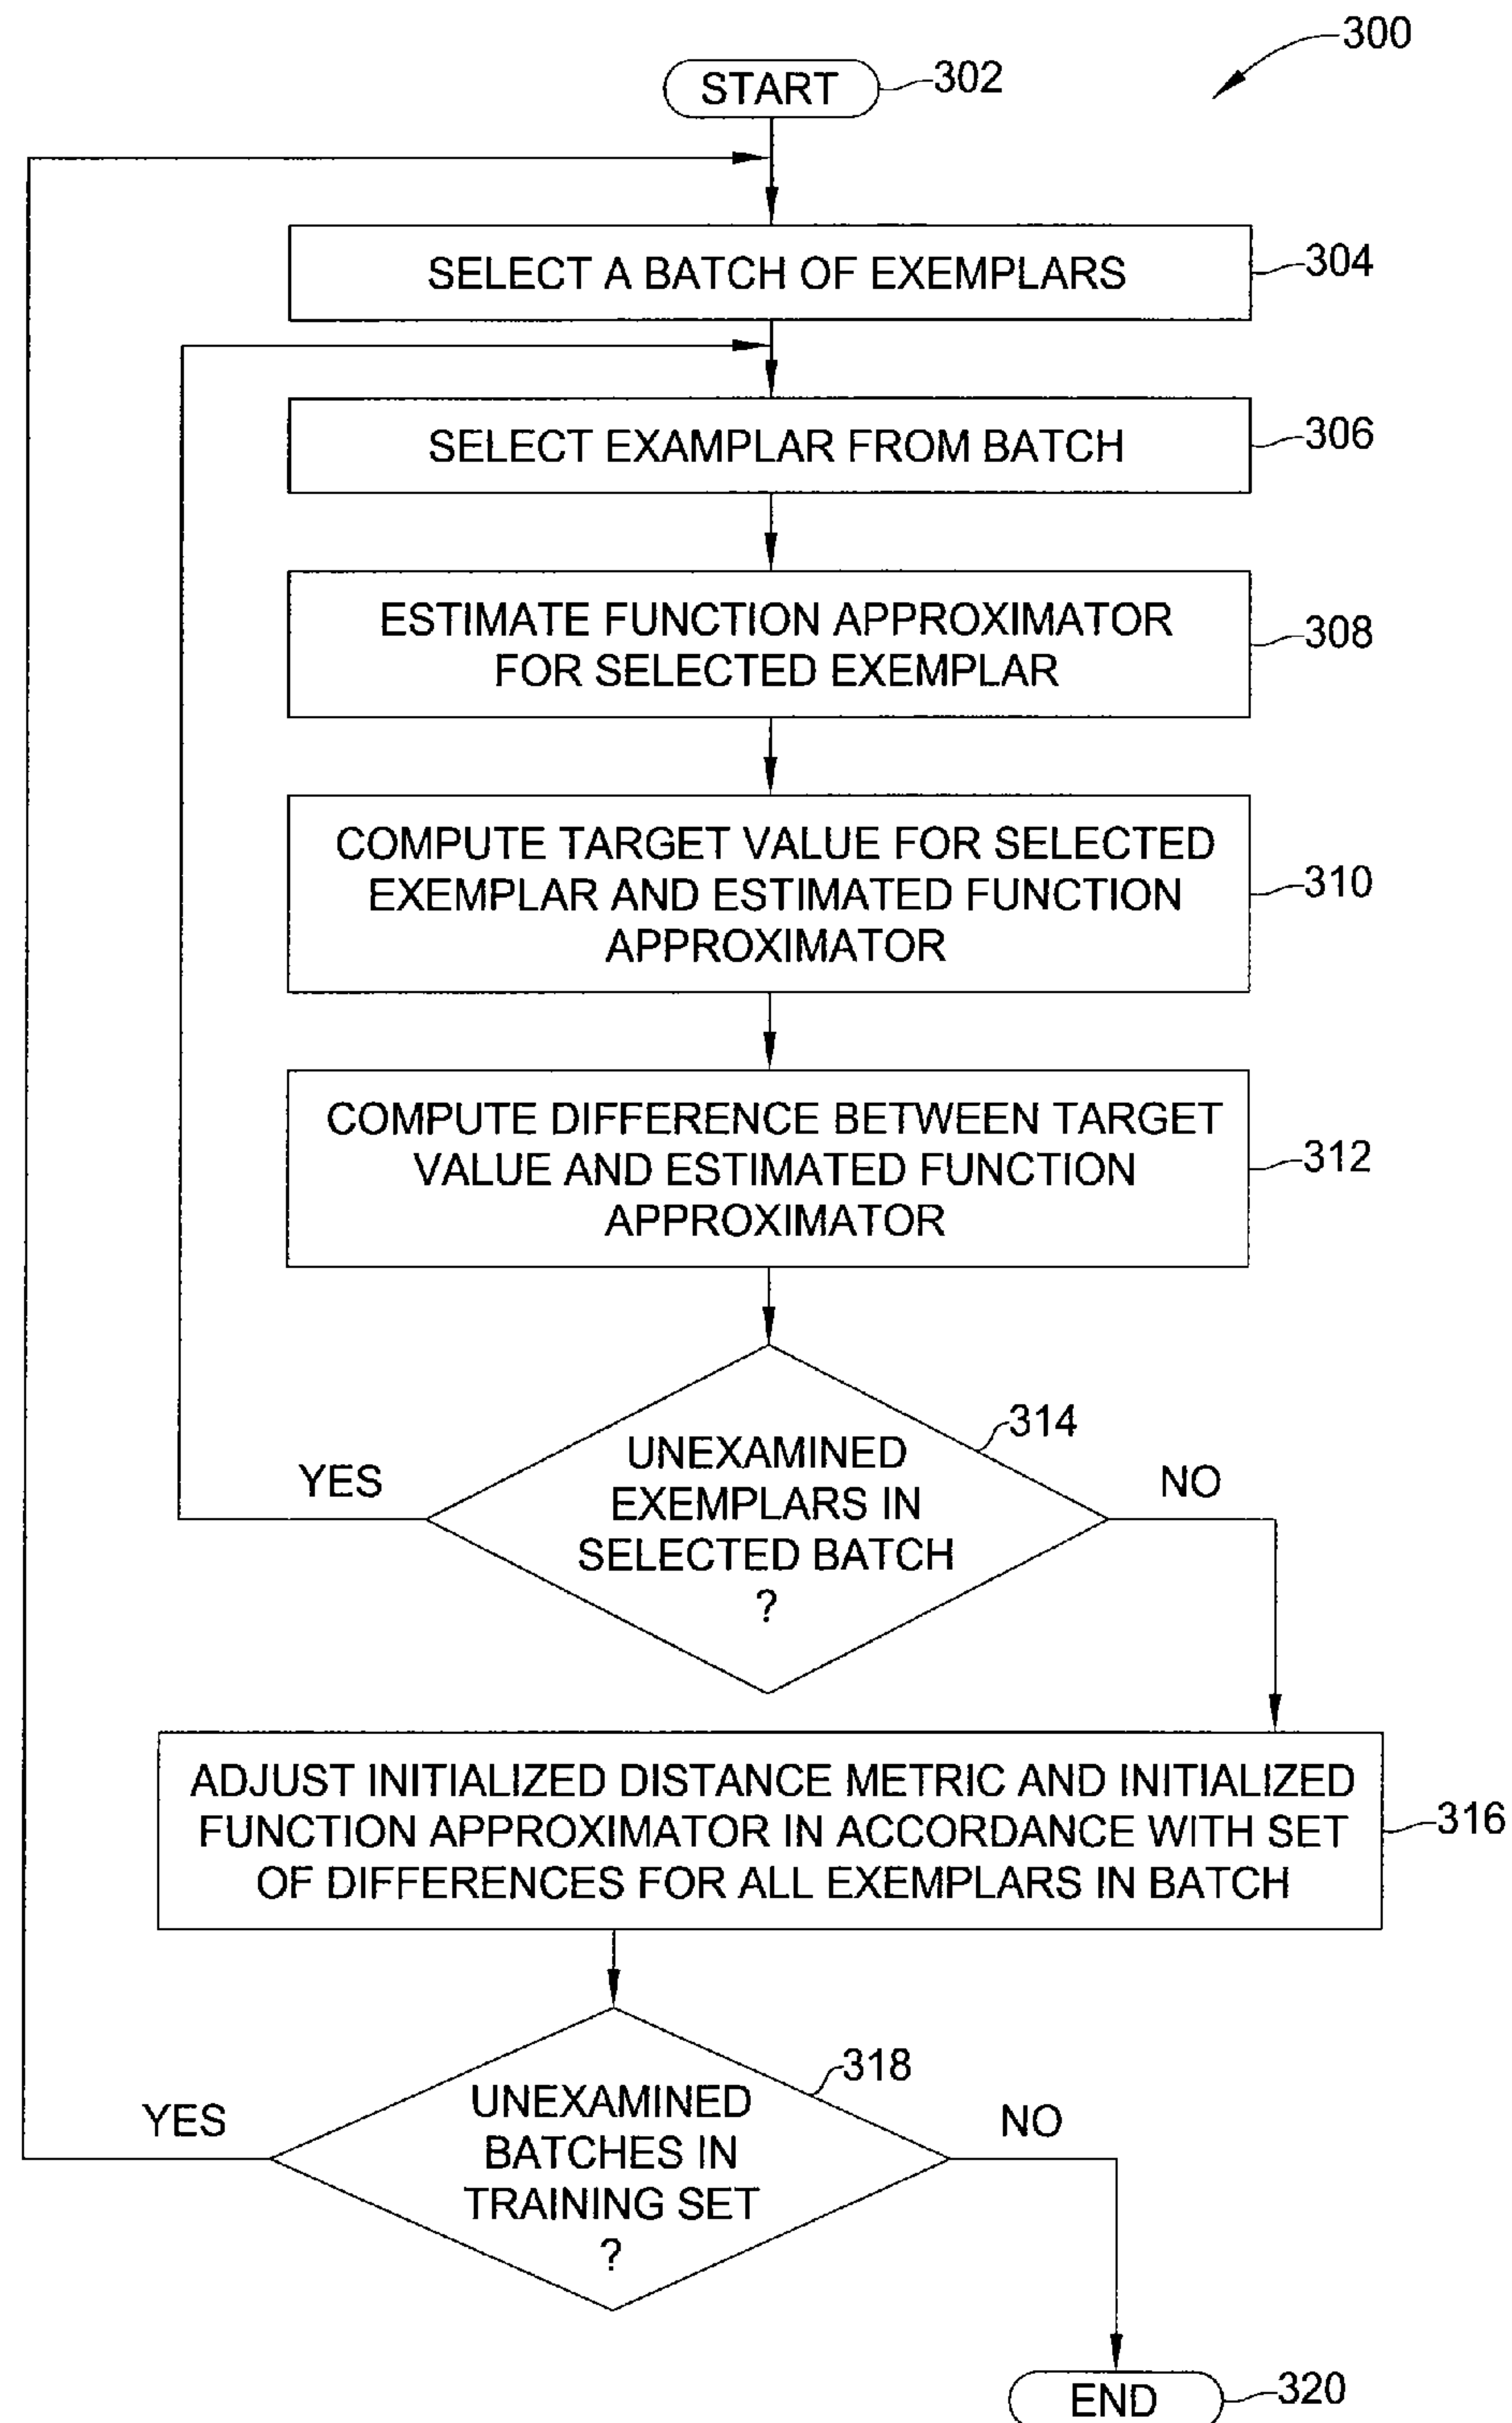 300
START
302
SELECT A BATCH OF EXEMPLARS
304
SELECT EXAMPLAR FROM BATCH
306
ESTIMATE FUNCTION APPROXIMATOR
FOR SELECTED EXEMPLAR
308
COMPUTE TARGET VALUE FOR SELECTED
EXEMPLAR AND ESTIMATED FUNCTION
APPROXIMATOR
310
COMPUTE DIFFERENCE BETWEEN TARGET
VALUE AND ESTIMATED FUNCTION
APPROXIMATOR
312
314
YES
UNEXAMINED
EXEMPLARS IN
SELECTED BATCH
?
NO
ADJUST INITIALIZED DISTANCE METRIC AND INITIALIZED
FUNCTION APPROXIMATOR IN ACCORDANCE WITH SET
OF DIFFERENCES FOR ALL EXEMPLARS IN BATCH
316
318
YES
UNEXAMINED
BATCHES IN
TRAINING SET
?
NO
END
320